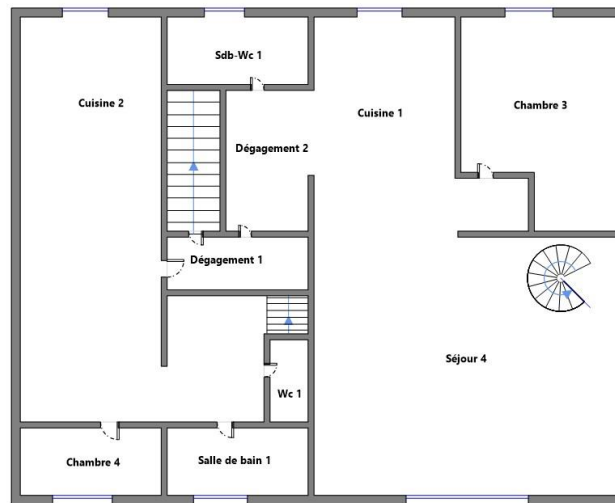 Sdb-Wc 1
Cuisine 2
Cuisine 1
Chambre 3
Dégagement 2
Dégagement 1
Séjour 4
Wc 1
Chambre 4
Salle de bain 1